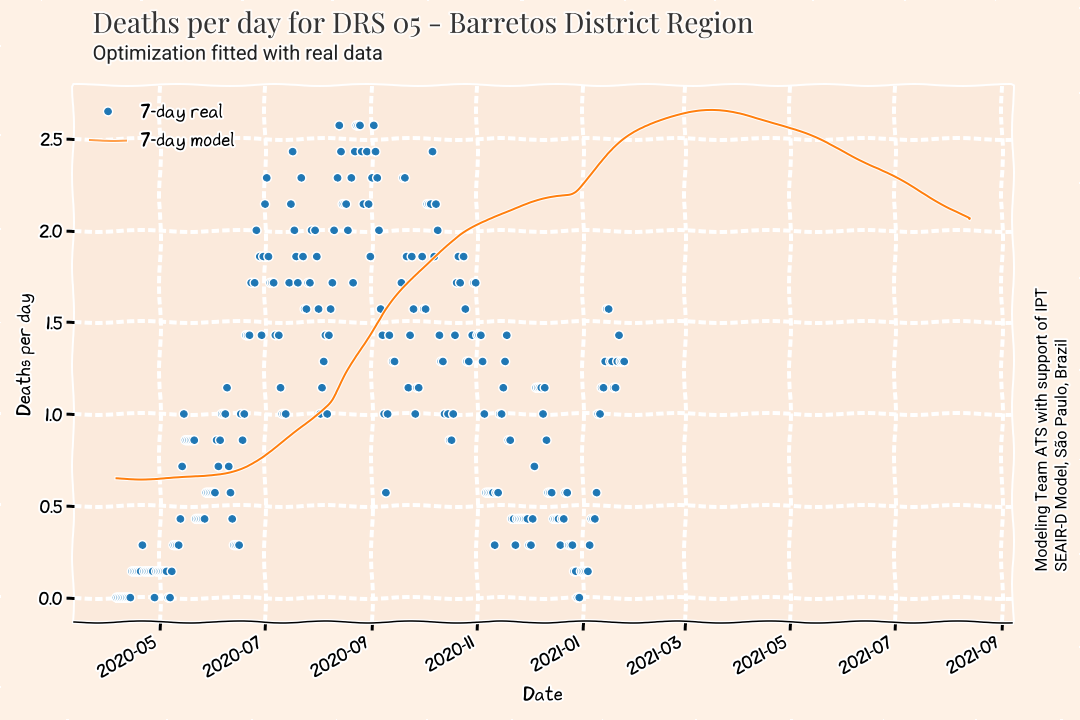 Deaths per day for DRS 05 - Barretos District Region
Optimization fitted with real data
7-day real
7-day model
2.5
2.0
1.5
1.0
0.5
0.0
Deaths per day
2020-05
2020-07
2020-09
2020-11
2021-01
2021-03
2021-05
2021-07
2021-09
Date
Modeling Team ATS with support of IPT
SEAIR-D Model, São Paulo, Brazil